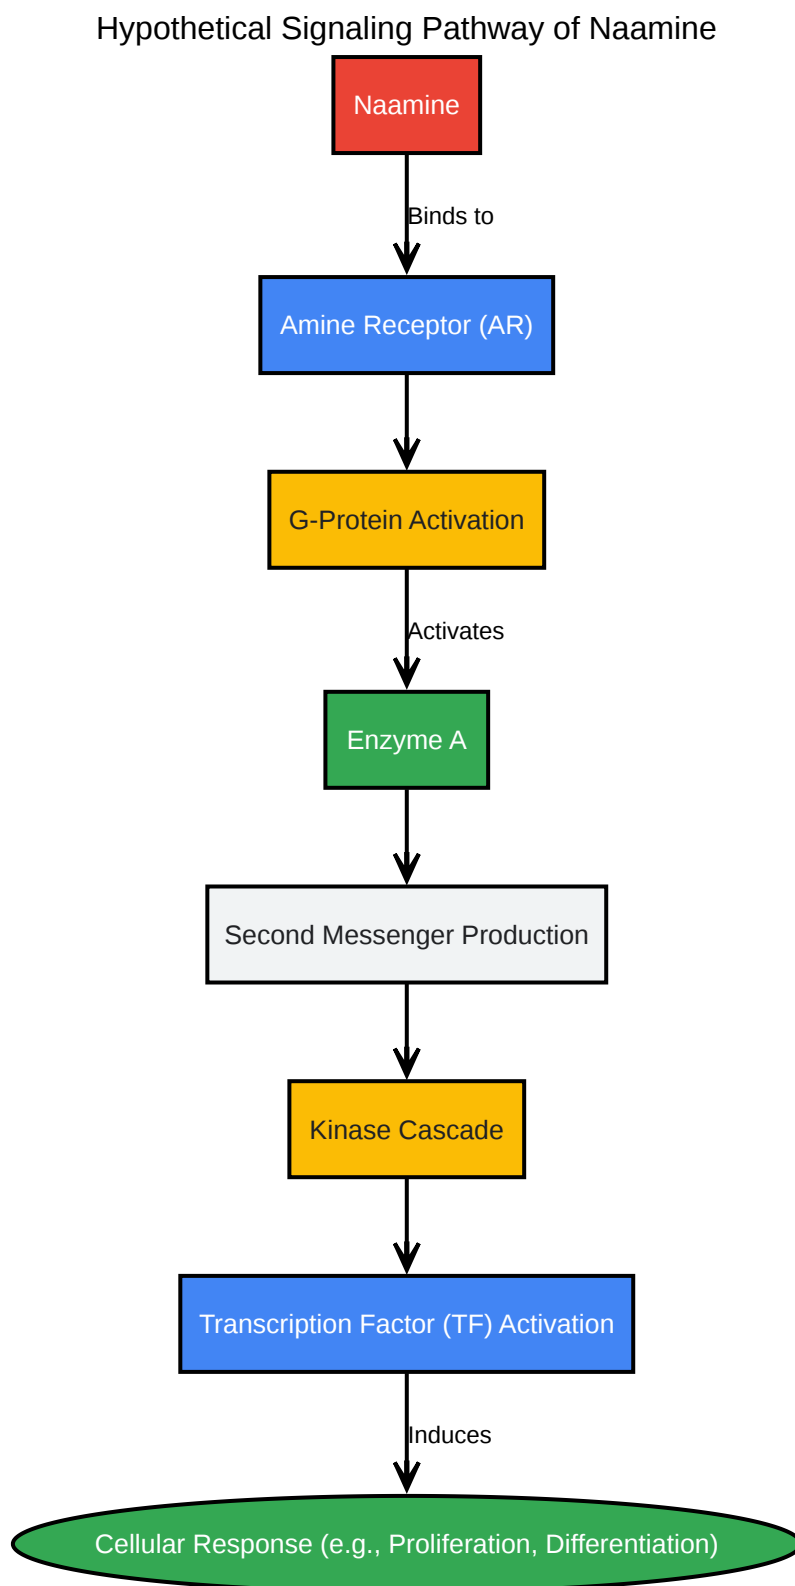 Hypothetical Signaling Pathway of Naamine
Naamine
Binds to
Amine Receptor (AR)
G-Protein Activation
Activates
Enzyme A
Second Messenger Production
Kinase Cascade
Transcription Factor (TF) Activation
Induces
Cellular Response (e.g., Proliferation, Differentiation)